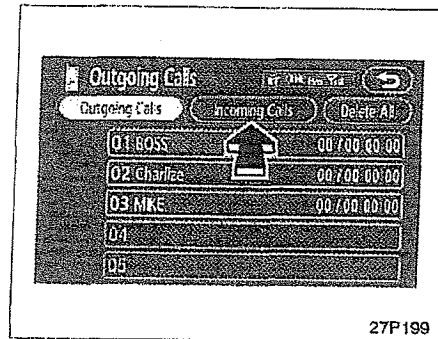 Outgoing Calls
Outgoing Calls Incoming Calls Delete All
01 BOSS 00/00 00:00
02 Charlize 00/00 00:00
03 MIKE 00/00 00:00
04
05
27P199